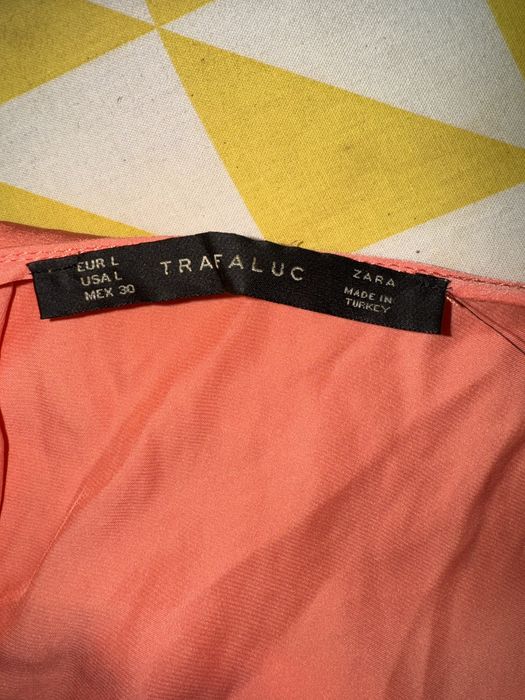 EUR L
USA L
MEX 30
TRAFALUC
ZARA
MADE IN
TURKEY